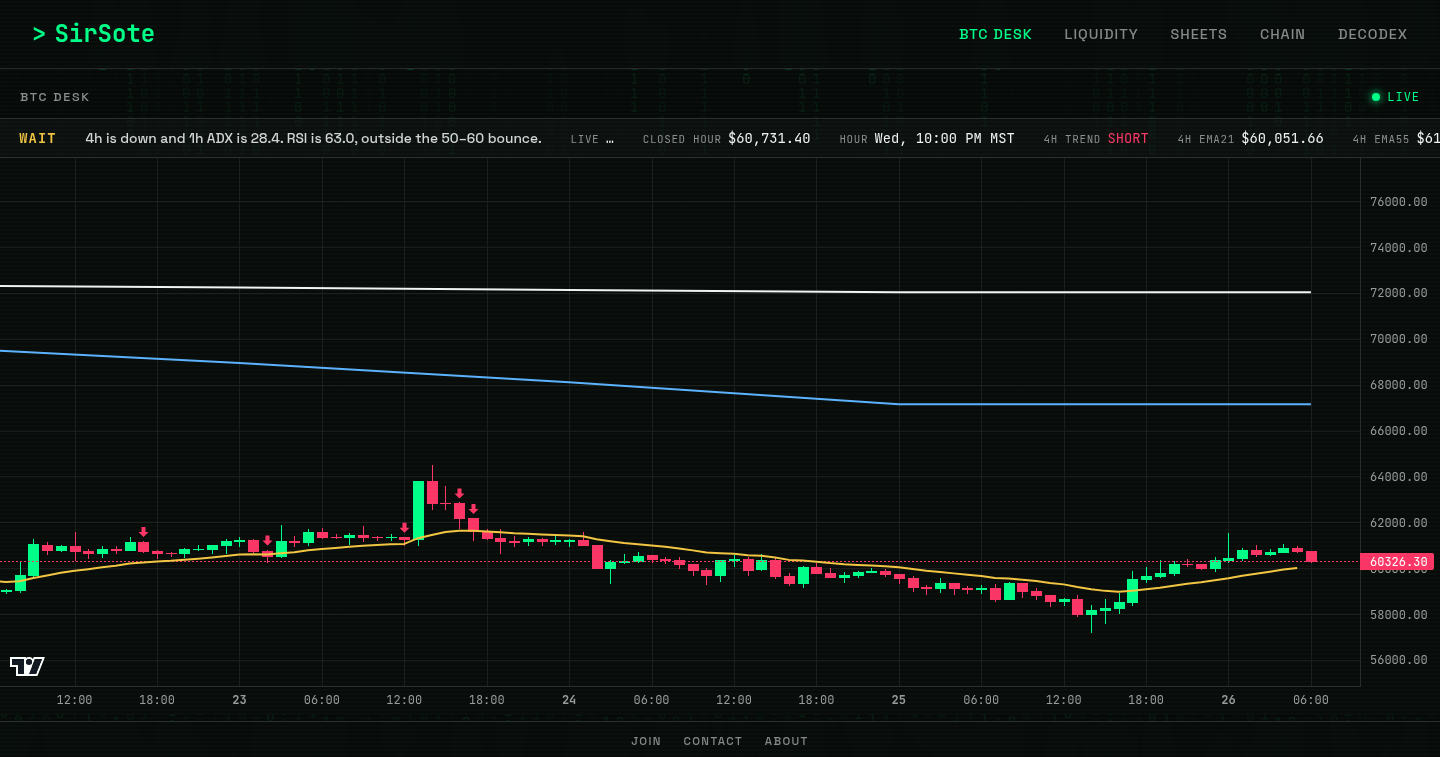 > SirSote
BTC DESK LIQUIDITY SHEETS CHAIN DECODEX
BTC DESK
LIVE
WAIT 4h is down and 1h ADX is 28.4. RSI is 63.0, outside the 50–60 bounce. LIVE … CLOSED HOUR $60,731.40 HOUR Wed, 10:00 PM MST 4H TREND SHORT 4H EMA21 $60,051.66 4H EMA55 $61
76000.00
74000.00
72000.00
70000.00
68000.00
66000.00
64000.00
62000.00
60326.30
58000.00
56000.00
12:00 18:00 23 06:00 12:00 18:00 24 06:00 12:00 18:00 25 06:00 12:00 18:00 26 06:00
JOIN CONTACT ABOUT